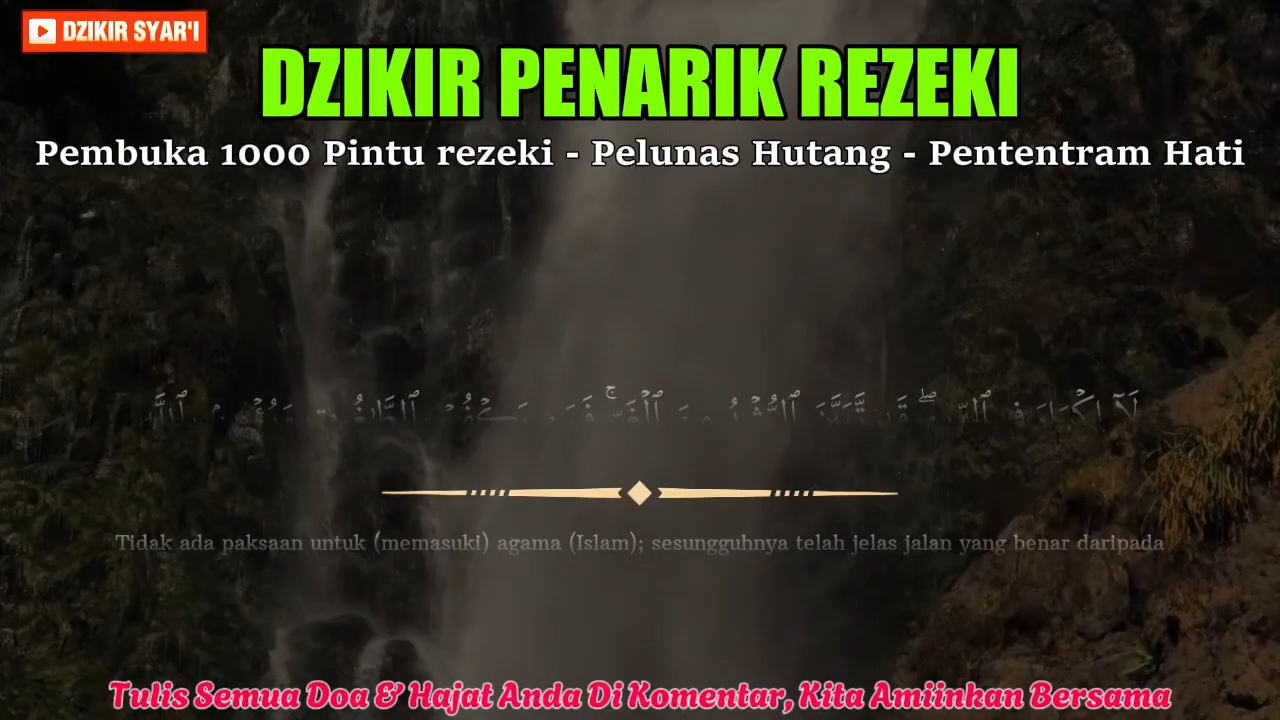 DZIKIR SYAR'I
DZIKIR PENARIK REZEKI
Pembuka 1000 Pintu rezeki - Pelunas Hutang - Pententram Hati
Tidak ada paksaan untuk (memasuki) agama (Islam); sesungguhnya telah jelas jalan yang benar daripada
Tulis Semua Doa & Hajat Anda Di Komentar, Kita Amiinkan Bersama